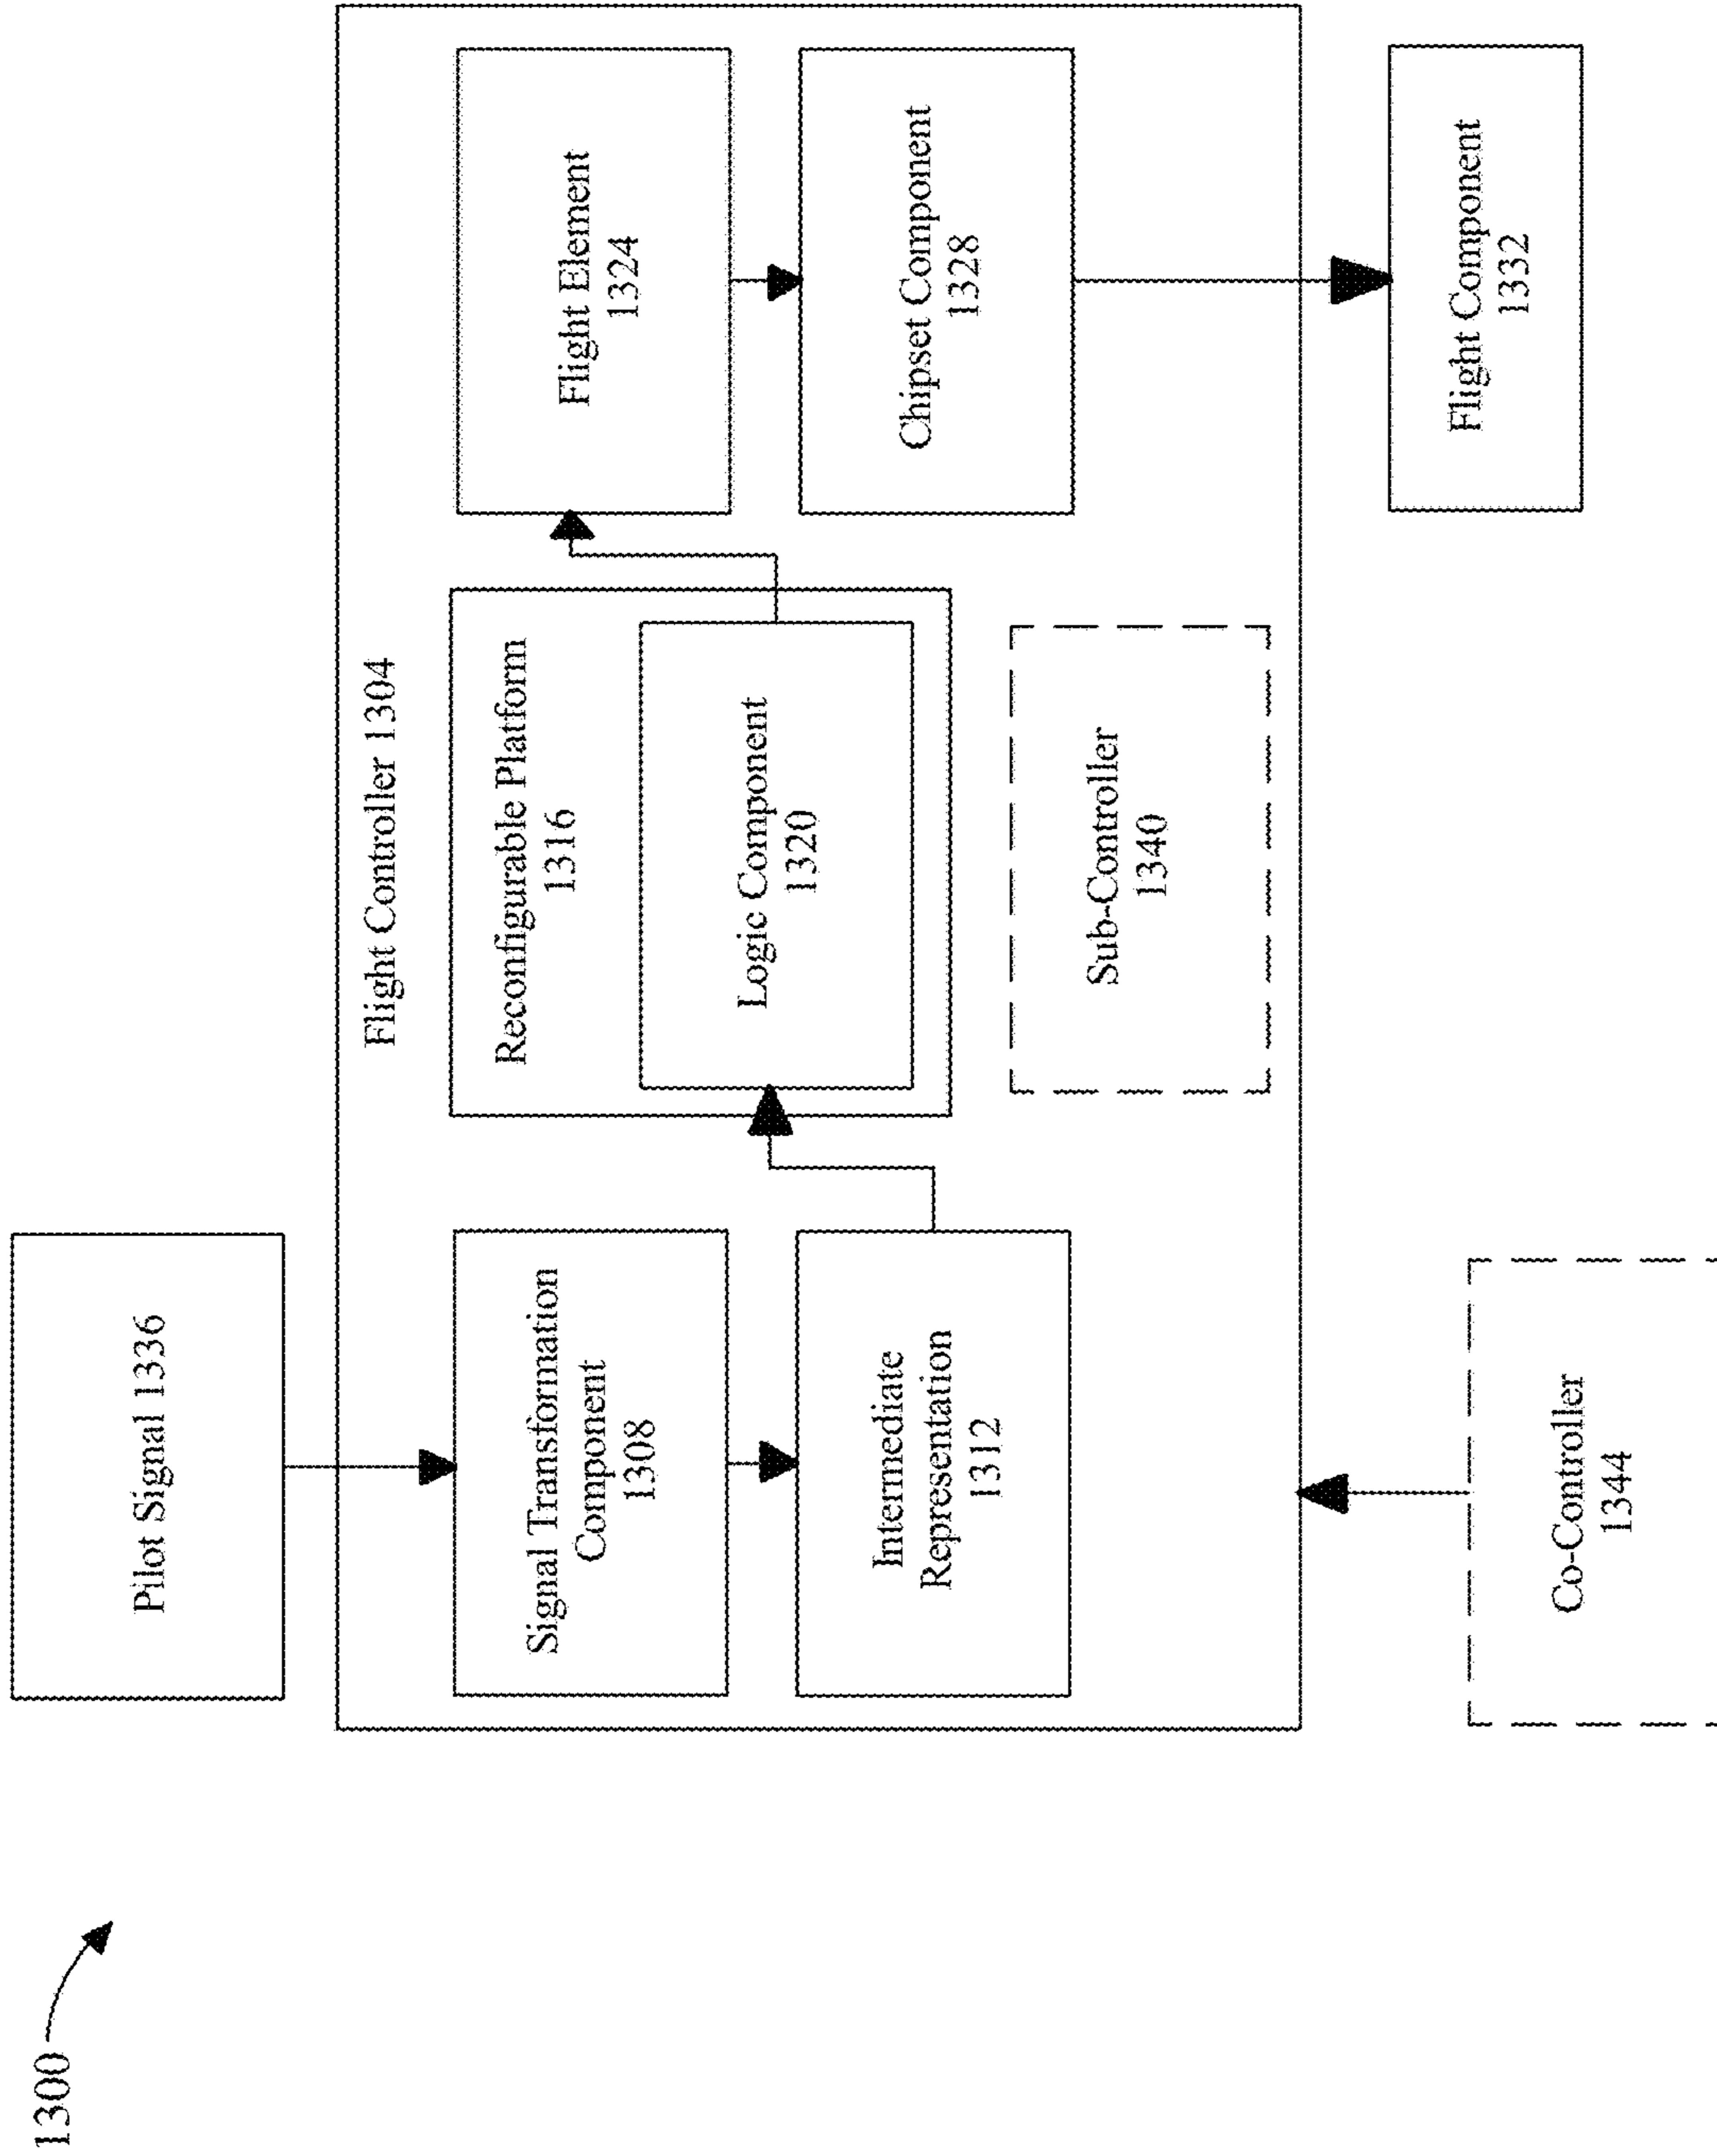 1300
Pilot Signal 1336
Flight Controller 1304
Signal Transformation
Component
1308
Reconfigurable Platform
1316
Flight Element
1324
Intermediate
Representation
1312
Logic Component
1320
Chipset Component
1328
Sub-Controller
1340
Co-Controller
1344
Flight Component
1332